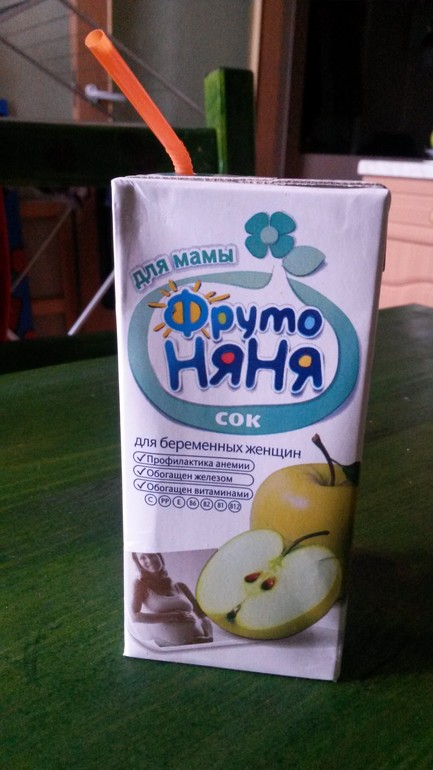 для мамы
Фруто
НЯНЯ
сок
для беременных женщин
Профилактика анемии
Обогащен железом
Обогащен витаминами
C PP E B6 B2 B1 B12